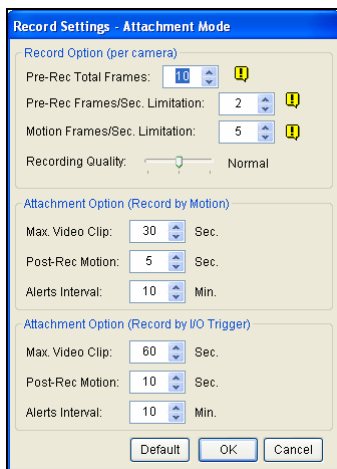 Record Settings - Attachment Mode
Record Option (per camera)
Pre-Rec Total Frames: 10
Pre-Rec Frames/Sec. Limitation: 2
Motion Frames/Sec. Limitation: 5
Recording Quality: Normal
Attachment Option (Record by Motion)
Max. Video Clip: 30 Sec.
Post-Rec Motion: 5 Sec.
Alerts Interval: 10 Min.
Attachment Option (Record by I/O Trigger)
Max. Video Clip: 60 Sec.
Post-Rec Motion: 10 Sec.
Alerts Interval: 10 Min.
Default OK Cancel